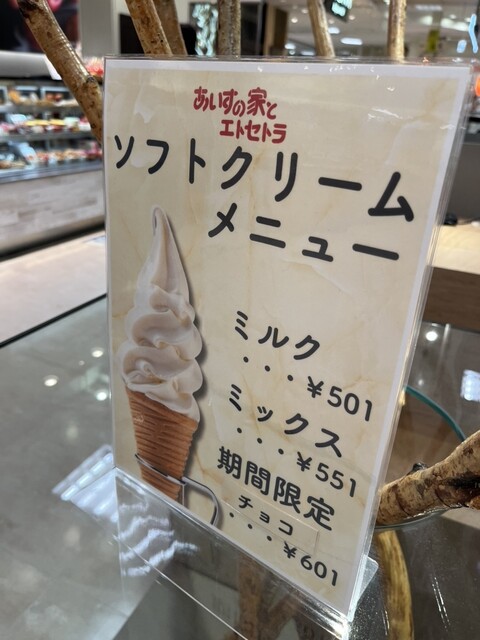 あいすの家と
エトセトラ
ソフトクリーム
メニュー
ミルク
・・・¥501
ミックス
・・・¥551
期間限定
チョコ
・・・¥601